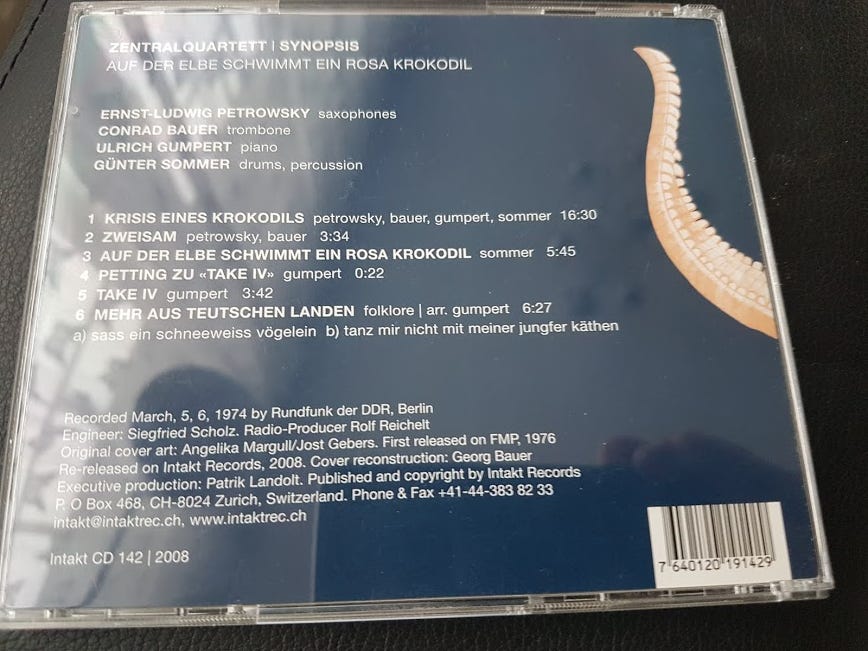 ZENTRALQUARTETT | SYNOPSIS
AUF DER ELBE SCHWIMMT EIN ROSA KROKODIL
ERNST-LUDWIG PETROWSKY saxophones
CONRAD BAUER trombone
ULRICH GUMPERT piano
GÜNTER SOMMER drums, percussion
1 KRISIS EINES KROKODILS petrowsky, bauer, gumpert, sommer 16:30
2 ZWEISAM petrowsky, bauer 3:34
3 AUF DER ELBE SCHWIMMT EIN ROSA KROKODIL sommer 5:45
4 PETTING ZU «TAKE IV» gumpert 0:22
5 TAKE IV gumpert 3:42
6 MEHR AUS TEUTSCHEN LANDEN folklore | arr. gumpert 6:27
a) sass ein schneeweiss vögelein b) tanz mir nicht mit meiner jungfer käthen
Recorded March, 5, 6, 1974 by Rundfunk der DDR, Berlin
Engineer: Siegfried Scholz. Radio-Producer Rolf Reichelt
Original cover art: Angelika Margull/Jost Gebers. First released on FMP, 1976
Re-released on Intakt Records, 2008. Cover reconstruction: Georg Bauer
Executive production: Patrik Landolt. Published and copyright by Intakt Records
P. O Box 468, CH-8024 Zurich, Switzerland. Phone & Fax +41-44-383 82 33
intakt@intaktrec.ch, www.intaktrec.ch
Intakt CD 142 | 2008
7 640120 191429